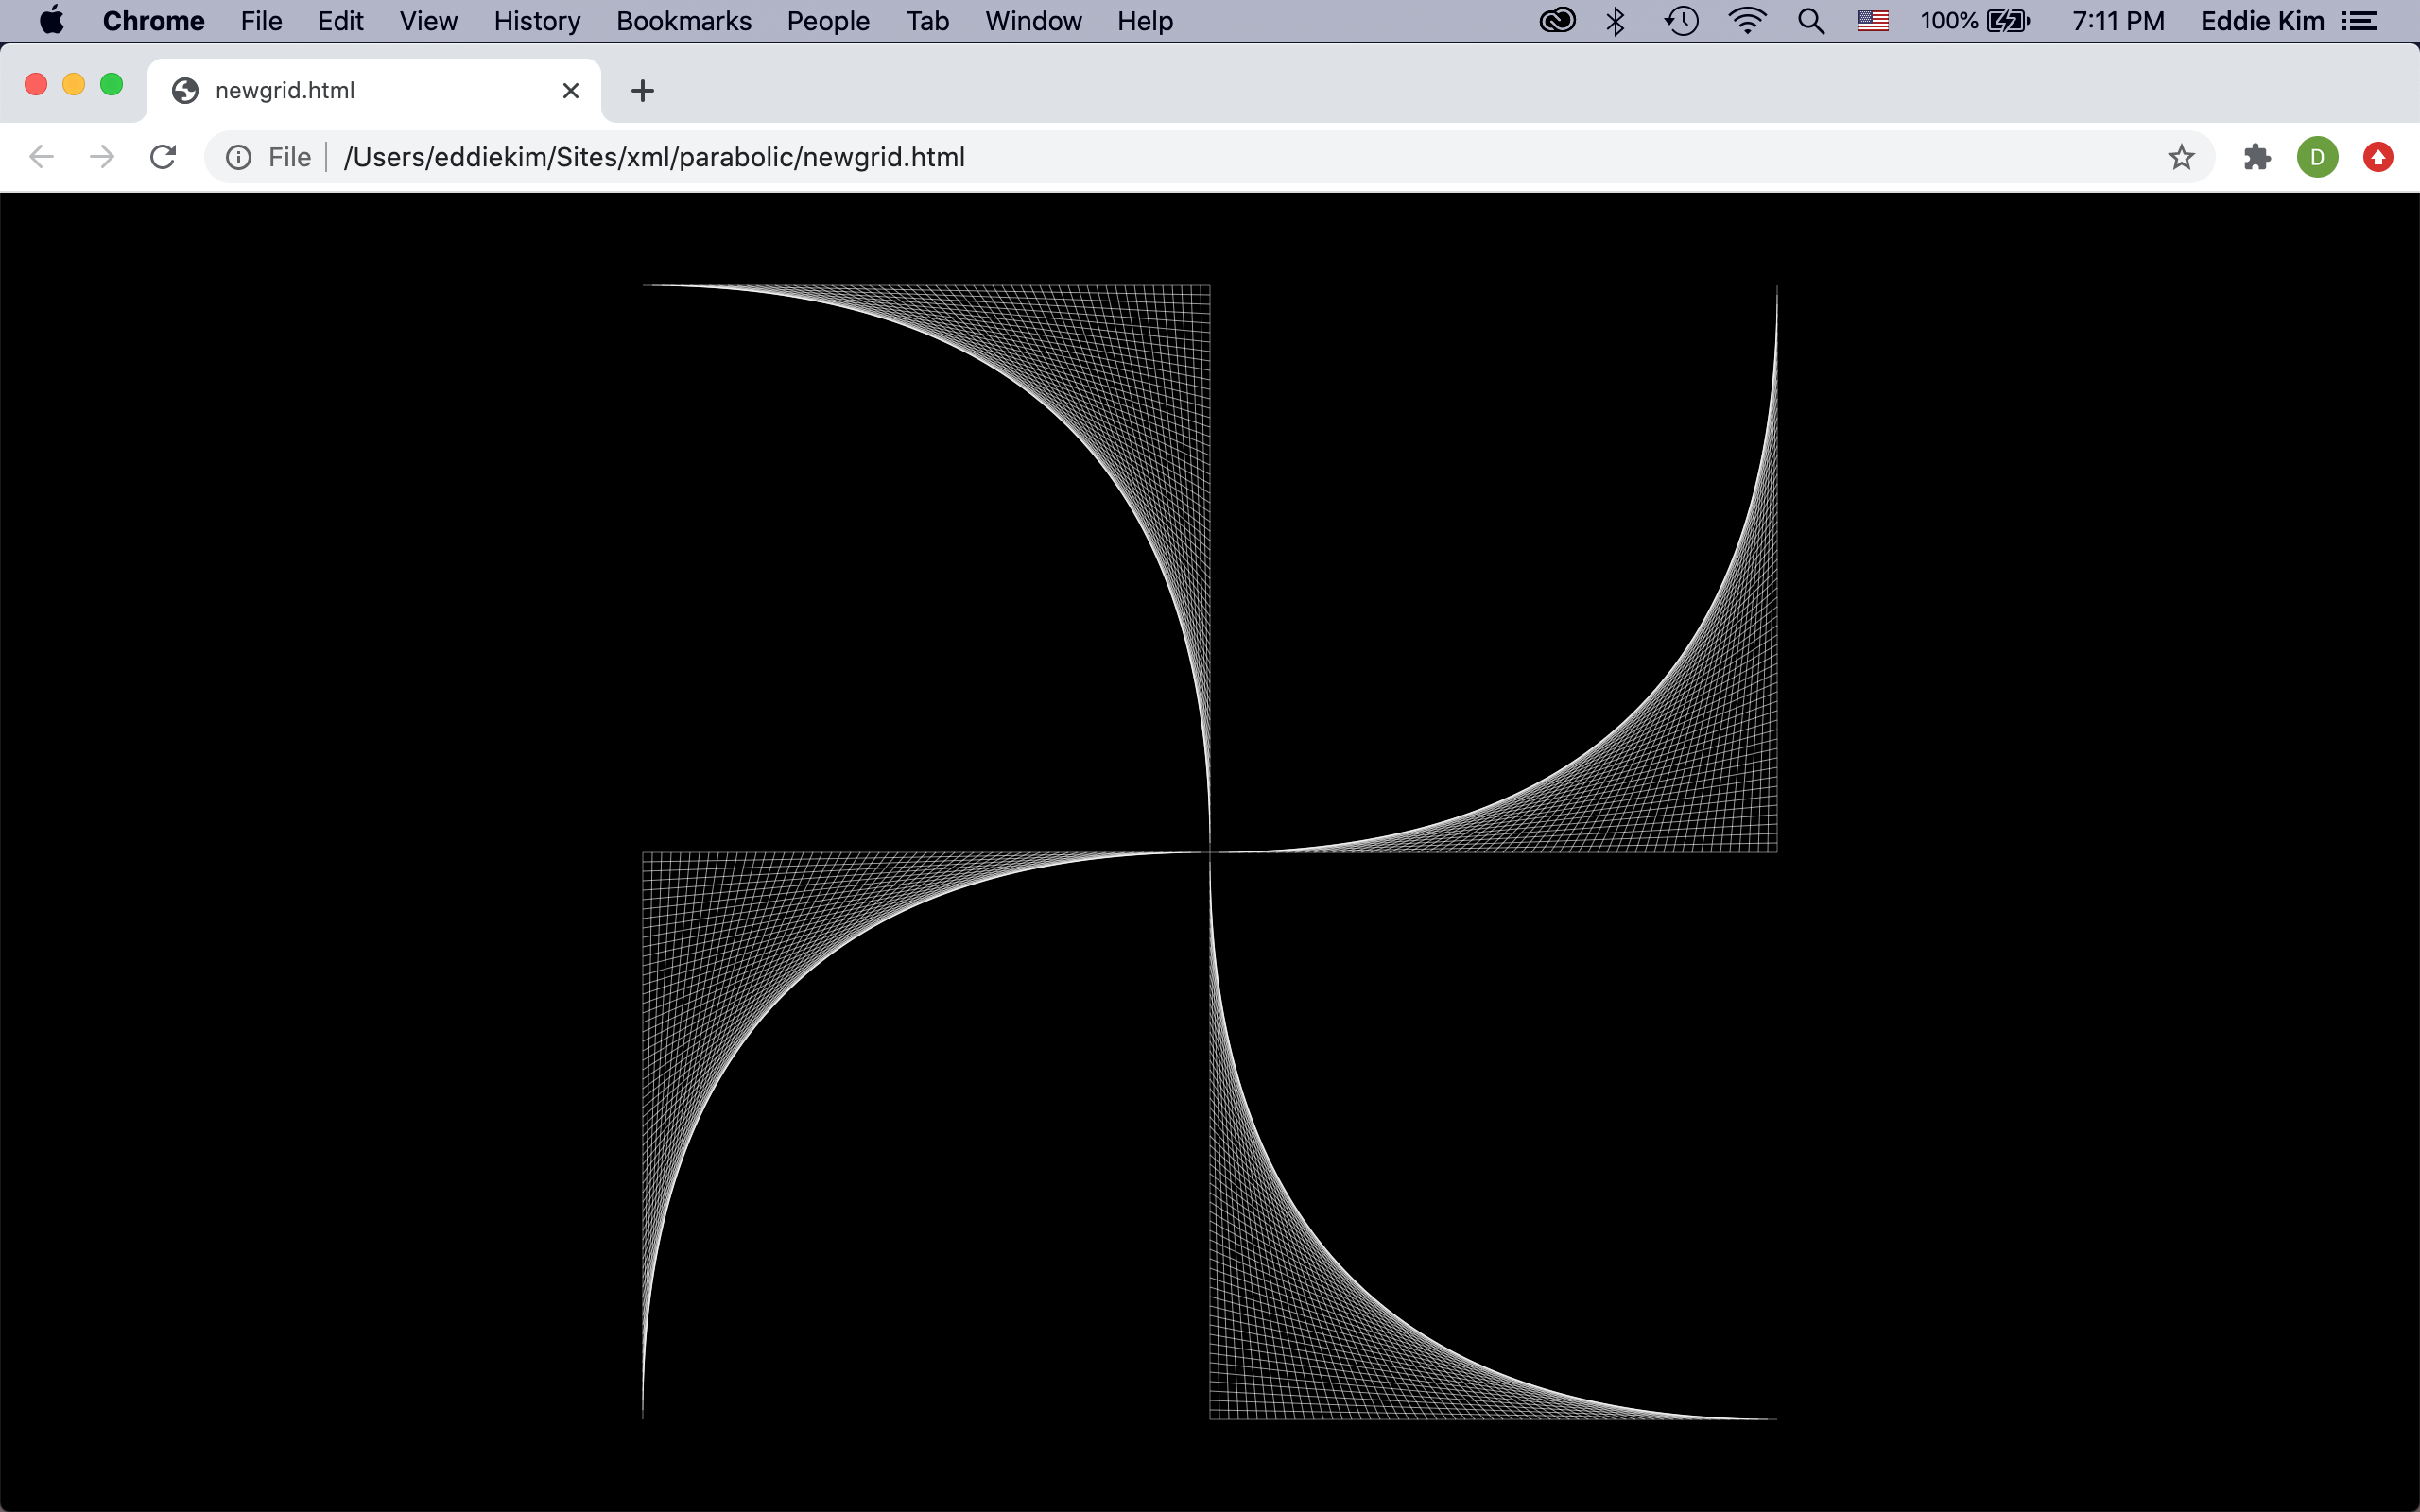 Chrome File Edit View History Bookmarks People Tab Window Help 100% 7:11 PM Eddie Kim
newgrid.html
File /Users/eddiekim/Sites/xml/parabolic/newgrid.html D